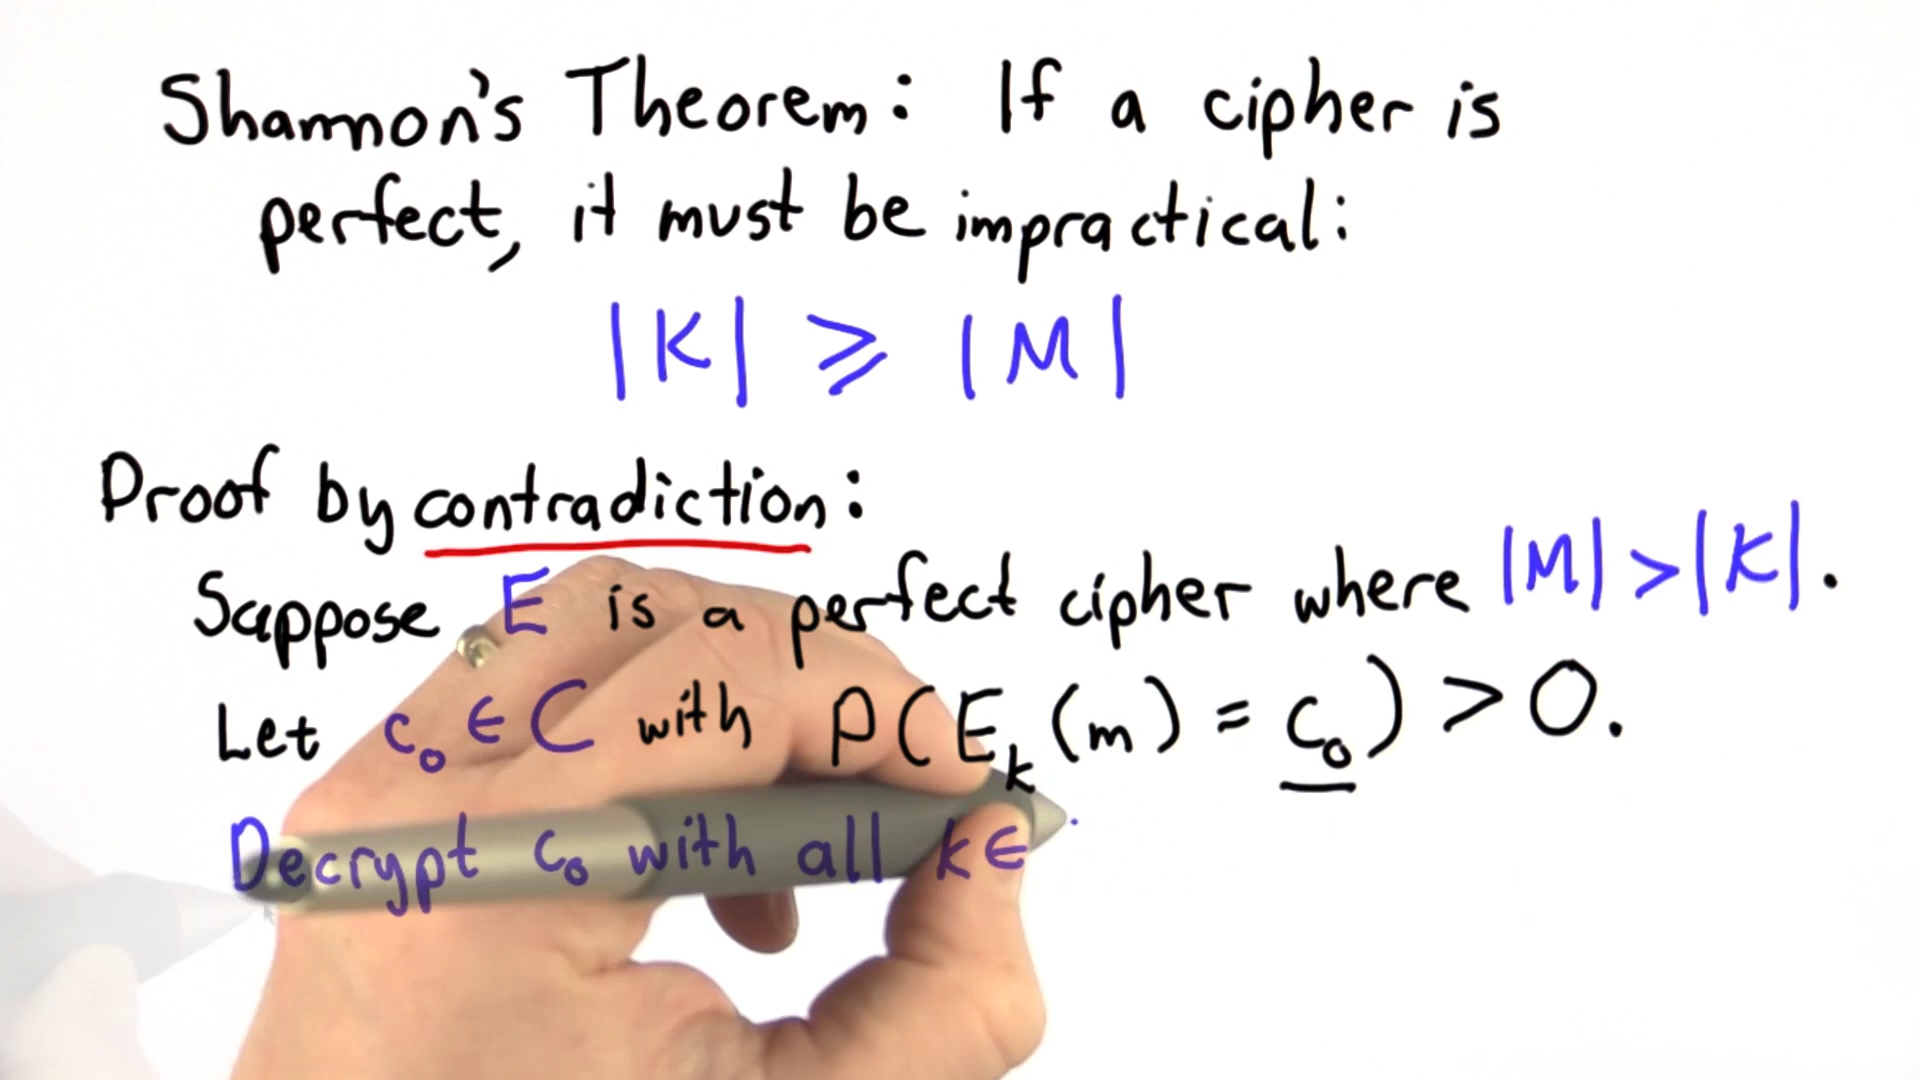 Shannon's Theorem: If a cipher is
perfect, it must be impractical:
|K| ≥ |M|
Proof by contradiction:
Suppose E is a perfect cipher where |M| > |K|.
Let c₀ ∈ C with P(Eₖ(m) = c₀) > 0.
Decrypt c₀ with all k ∈